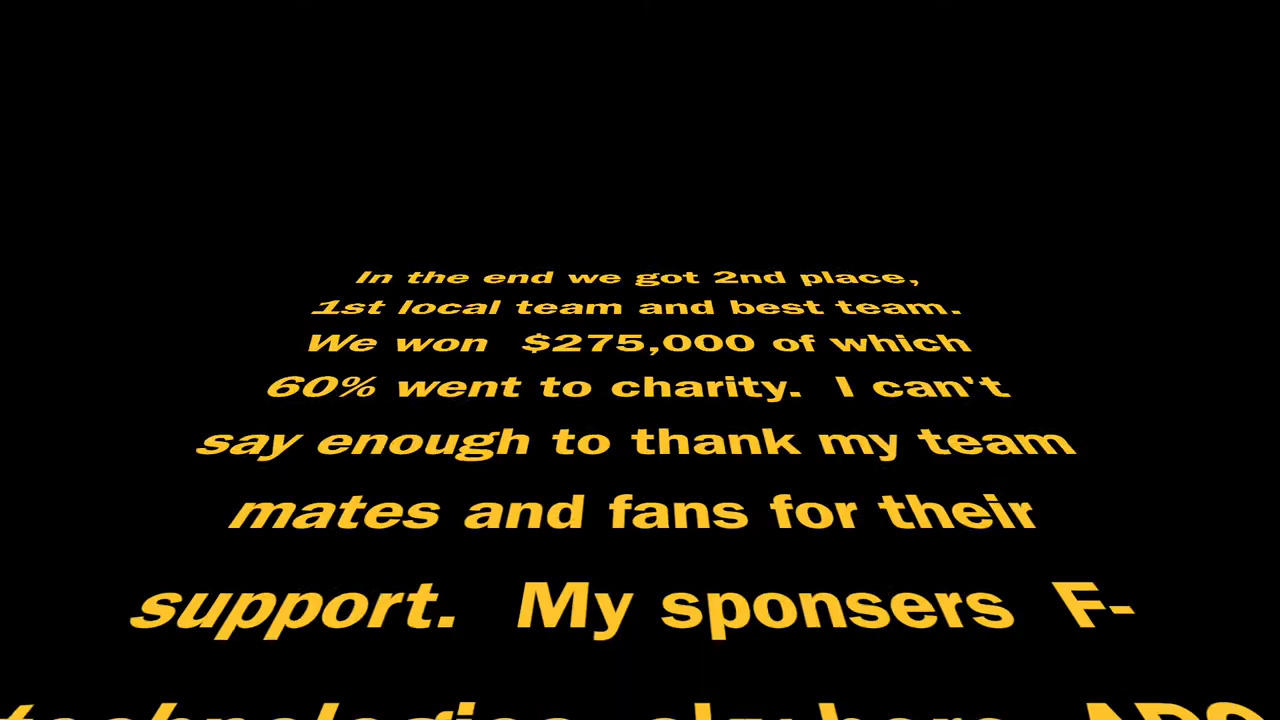 In the end we got 2nd place,
1st local team and best team.
We won  $275,000 of which
60% went to charity.  I can't
say enough to thank my team
mates and fans for their
support.  My sponsers  F-